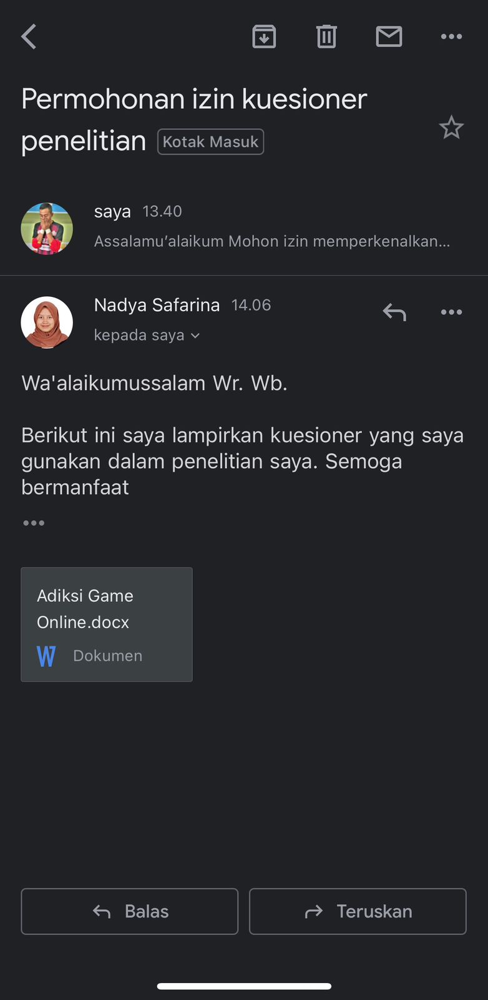 Permohonan izin kuesioner
penelitian Kotak Masuk
saya 13.40
Assalamu’alaikum Mohon izin memperkenalkan...
Nadya Safarina 14.06
kepada saya
Wa'alaikumussalam Wr. Wb.
Berikut ini saya lampirkan kuesioner yang saya
gunakan dalam penelitian saya. Semoga
bermanfaat
Adiksi Game
Online.docx
W Dokumen
Balas
Teruskan